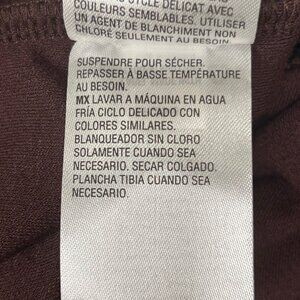 CYCLE DÉLICAT AVEC
COULEURS SEMBLABLES. UTILISER
UN AGENT DE BLANCHIMENT NON
CHLORÉ SEULEMENT AU BESOIN.
SUSPENDRE POUR SÉCHER.
REPASSER À BASSE TEMPÉRATURE
AU BESOIN.
MX LAVAR A MÁQUINA EN AGUA
FRÍA CICLO DELICADO CON
COLORES SIMILARES.
BLANQUEADOR SIN CLORO
SOLAMENTE CUANDO SEA
NECESARIO. SECAR COLGADO.
PLANCHA TIBIA CUANDO SEA
NECESARIO.